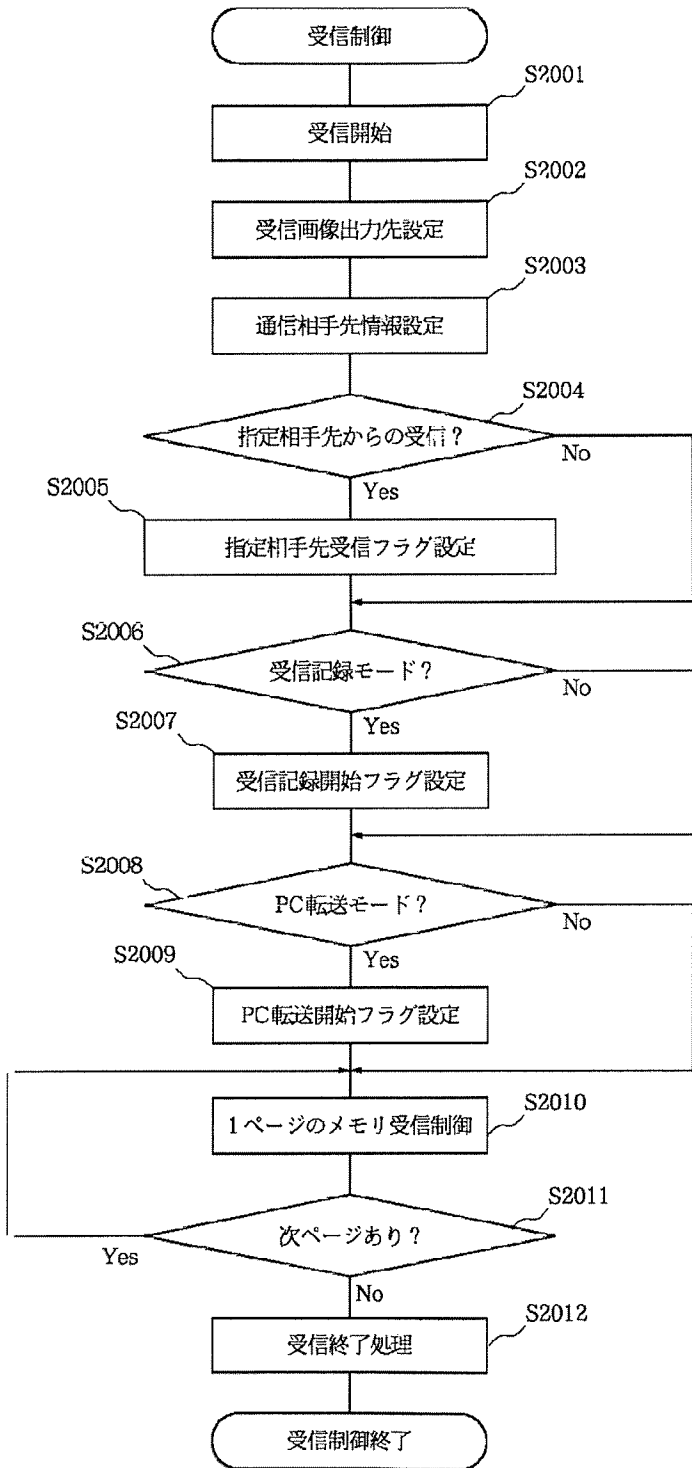 受信制御
S2001
受信開始
S2002
受信画像出力先設定
S2003
通信相手先情報設定
S2004
指定相手先からの受信？
No
Yes
S2005
指定相手先受信フラグ設定
S2006
受信記録モード？
No
Yes
S2007
受信記録開始フラグ設定
S2008
PC転送モード？
No
Yes
S2009
PC転送開始フラグ設定
S2010
1ページのメモリ受信制御
S2011
次ページあり？
Yes
No
S2012
受信終了処理
受信制御終了